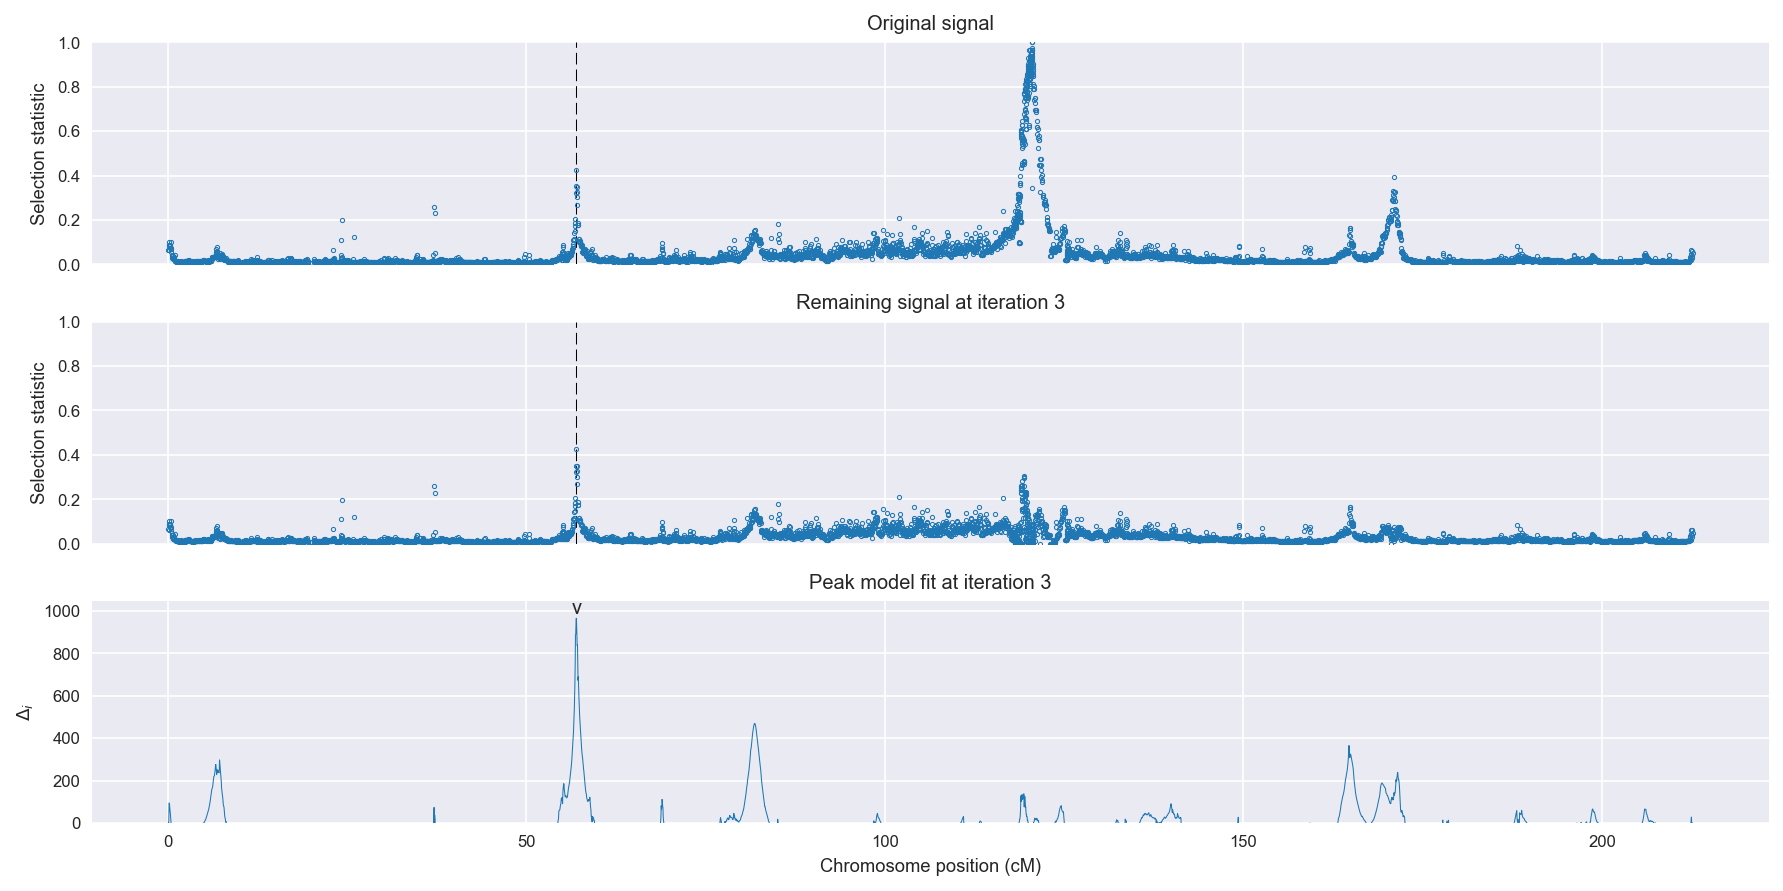 Original signal
1.0
0.8
0.6
0.4
0.2
0.0
Selection statistic
Remaining signal at iteration 3
1.0
0.8
0.6
0.4
0.2
0.0
Selection statistic
Peak model fit at iteration 3
v
1000
800
600
400
200
0
Δi
0 50 100 150 200
Chromosome position (cM)